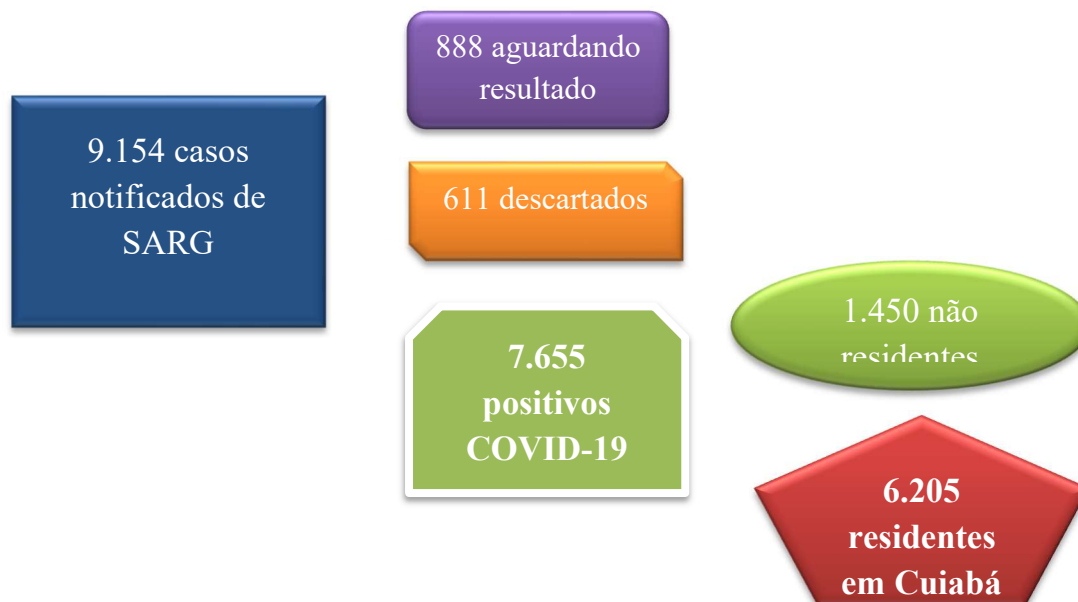 9.154 casos
notificados de
SARG
888 aguardando
resultado
611 descartados
7.655
positivos
COVID-19
1.450 não
residentes
6.205
residentes
em Cuiabá